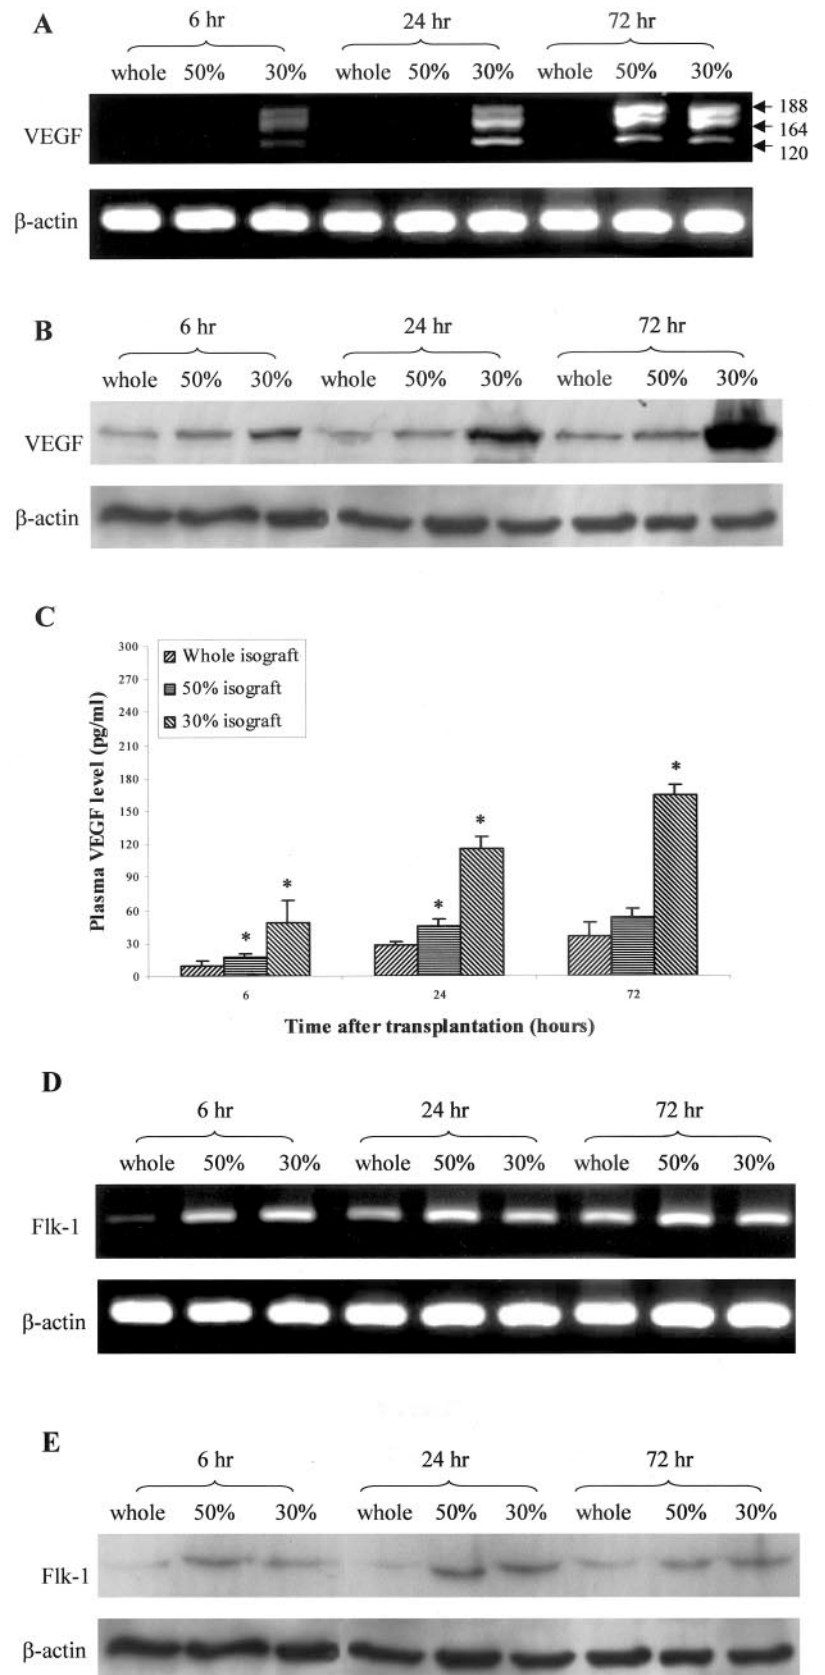 A
6 hr 24 hr 72 hr
whole 50% 30% whole 50% 30% whole 50% 30%
VEGF
188
164
120
β-actin
B
6 hr 24 hr 72 hr
whole 50% 30% whole 50% 30% whole 50% 30%
VEGF
β-actin
C
Plasma VEGF level (pg/ml)
300
270
240
210
180
150
120
90
60
30
0
Whole isograft
50% isograft
30% isograft
* * * * *
6 24 72
Time after transplantation (hours)
D
6 hr 24 hr 72 hr
whole 50% 30% whole 50% 30% whole 50% 30%
Flk-1
β-actin
E
6 hr 24 hr 72 hr
whole 50% 30% whole 50% 30% whole 50% 30%
Flk-1
β-actin